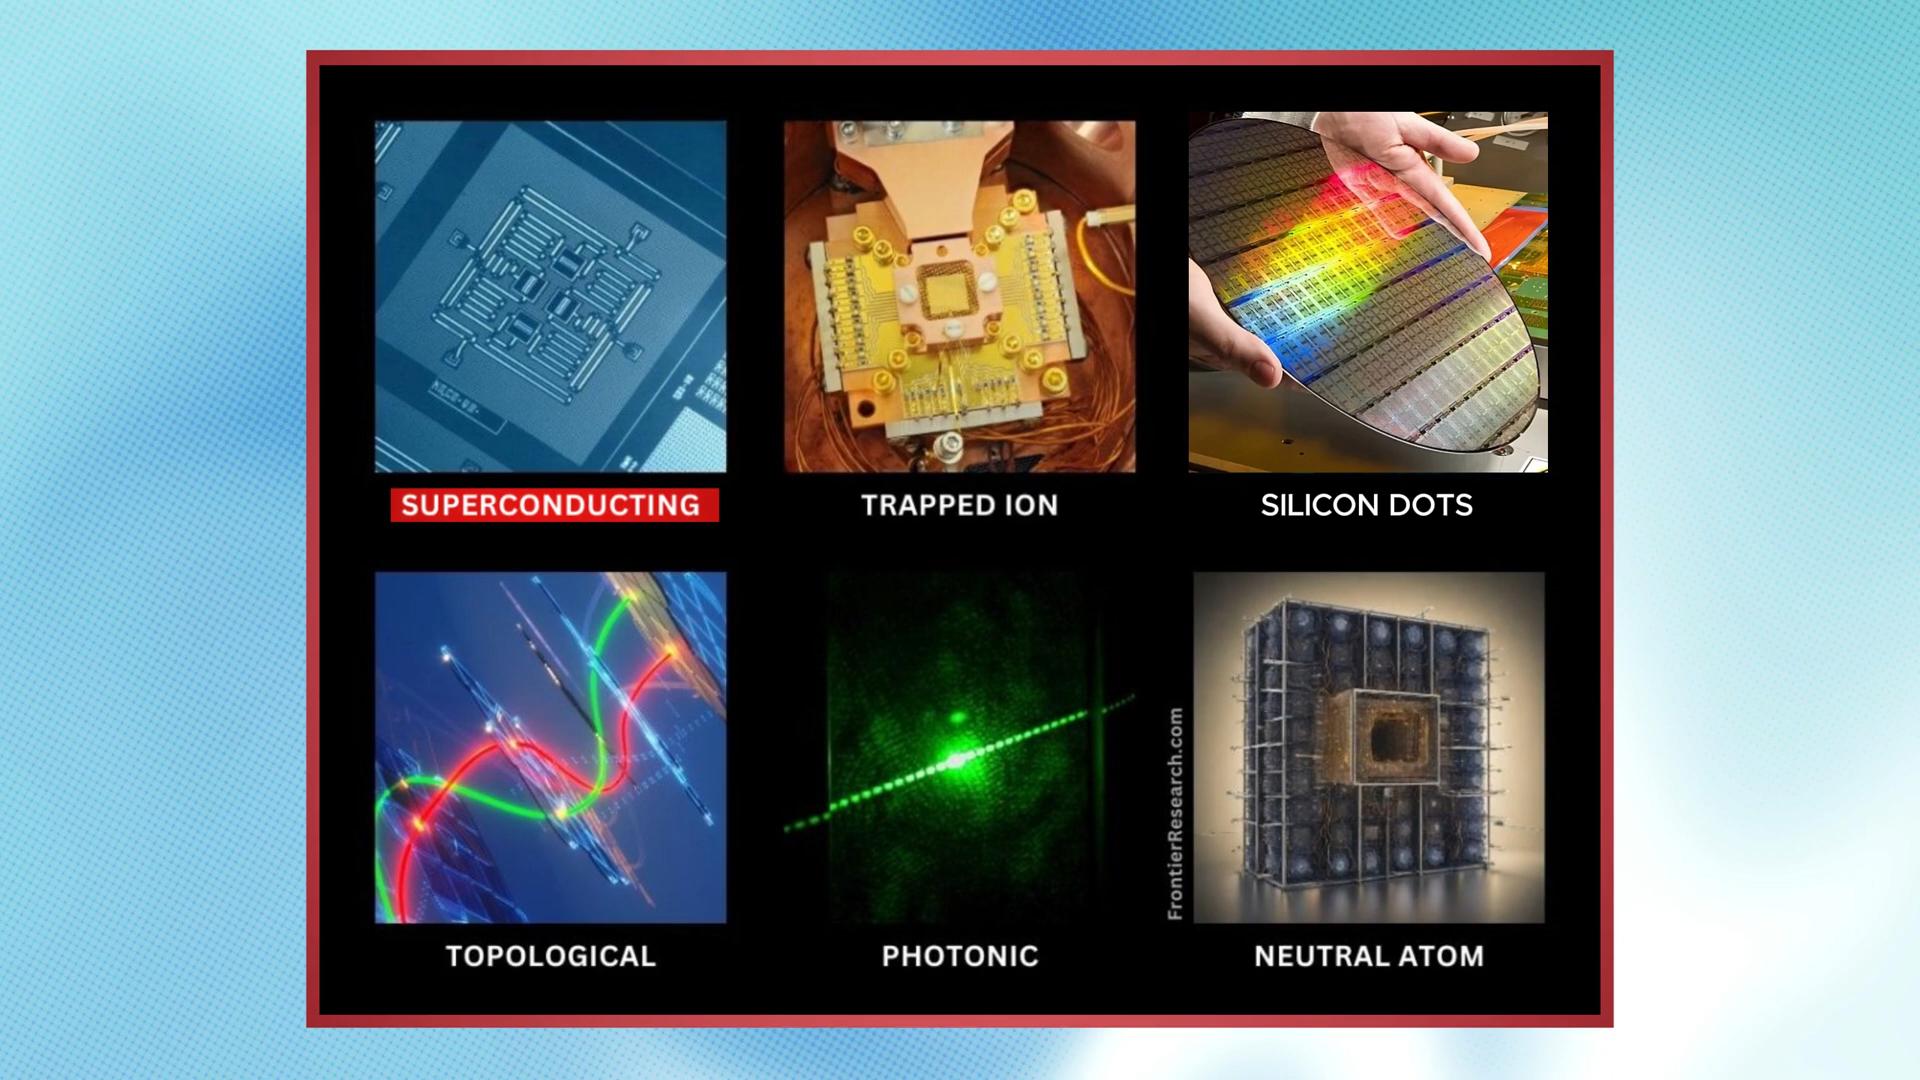 SUPERCONDUCTING
TRAPPED ION
SILICON DOTS
TOPOLOGICAL
PHOTONIC
NEUTRAL ATOM
FrontierResearch.com